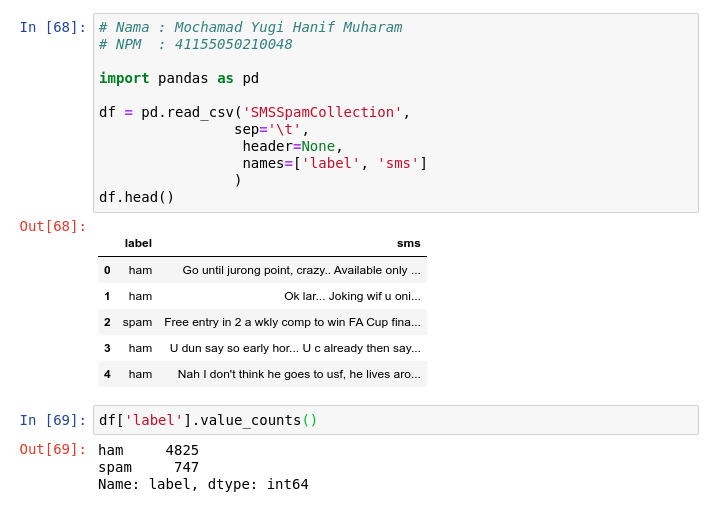 In [68]: # Nama : Mochamad Yugi Hanif Muharam
# NPM  : 41155050210048
import pandas as pd
df = pd.read_csv('SMSSpamCollection',
                sep='\t',
                 header=None,
                 names=['label', 'sms']
                )
df.head()
Out[68]:
label sms
0 ham Go until jurong point, crazy.. Available only ...
1 ham Ok lar... Joking wif u oni...
2 spam Free entry in 2 a wkly comp to win FA Cup fina...
3 ham U dun say so early hor... U c already then say...
4 ham Nah I don't think he goes to usf, he lives aro...
In [69]: df['label'].value_counts()
Out[69]: ham     4825
spam     747
Name: label, dtype: int64